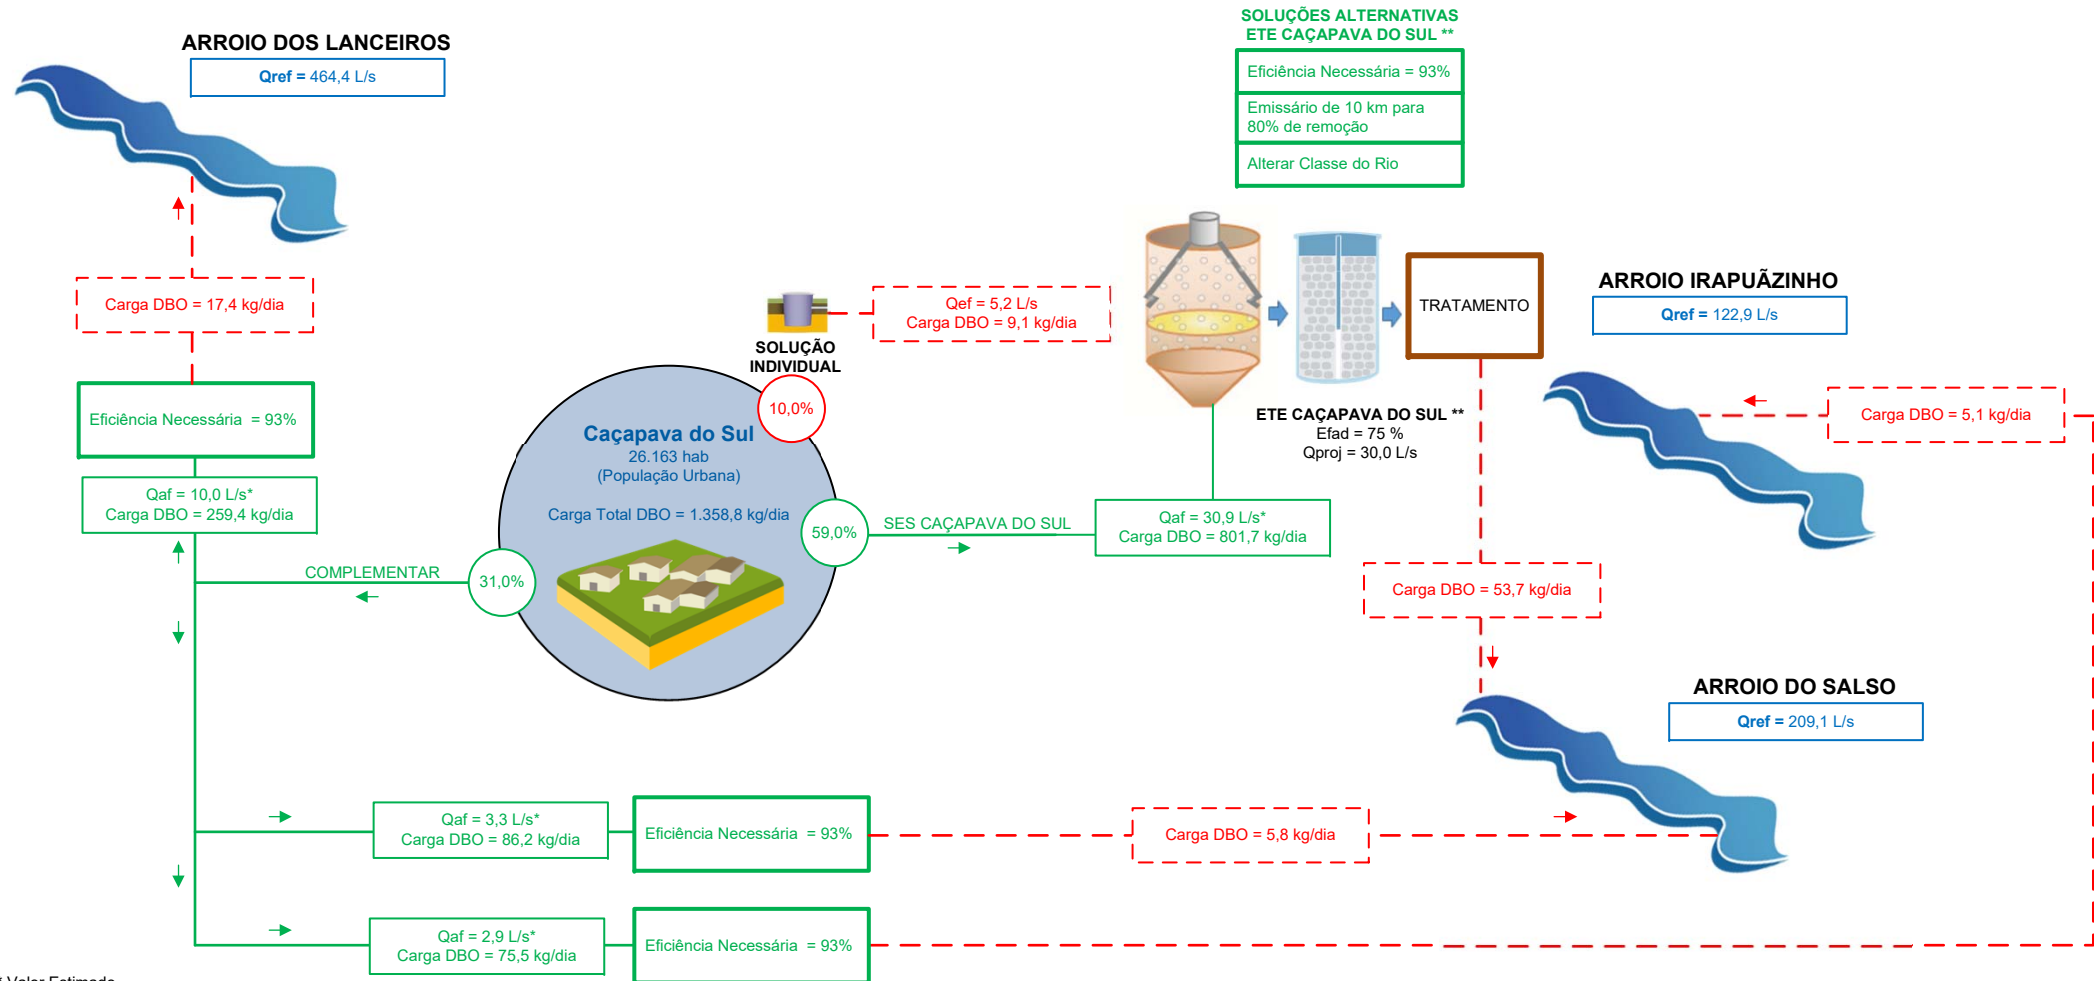 SOLUÇÕES ALTERNATIVAS
ETE CAÇAPAVA DO SUL **
Eficiência Necessária = 93%
Emissário de 10 km para
80% de remoção
Alterar Classe do Rio
ARROIO DOS LANCEIROS
Qref = 464,4 L/s
Carga DBO = 17,4 kg/dia
Eficiência Necessária = 93%
Qaf = 10,0 L/s*
Carga DBO = 259,4 kg/dia
COMPLEMENTAR
31,0%
SOLUÇÃO
INDIVIDUAL
10,0%
Qef = 5,2 L/s
Carga DBO = 9,1 kg/dia
Caçapava do Sul
26.163 hab
(População Urbana)
Carga Total DBO = 1.358,8 kg/dia
59,0%
SES CAÇAPAVA DO SUL
Qaf = 30,9 L/s*
Carga DBO = 801,7 kg/dia
ETE CAÇAPAVA DO SUL **
Efad = 75 %
Qproj = 30,0 L/s
TRATAMENTO
Carga DBO = 53,7 kg/dia
ARROIO IRAPUÃZINHO
Qref = 122,9 L/s
Carga DBO = 5,1 kg/dia
ARROIO DO SALSO
Qref = 209,1 L/s
Qaf = 3,3 L/s*
Carga DBO = 86,2 kg/dia
Eficiência Necessária = 93%
Carga DBO = 5,8 kg/dia
Qaf = 2,9 L/s*
Carga DBO = 75,5 kg/dia
Eficiência Necessária = 93%
* Valor Estimado